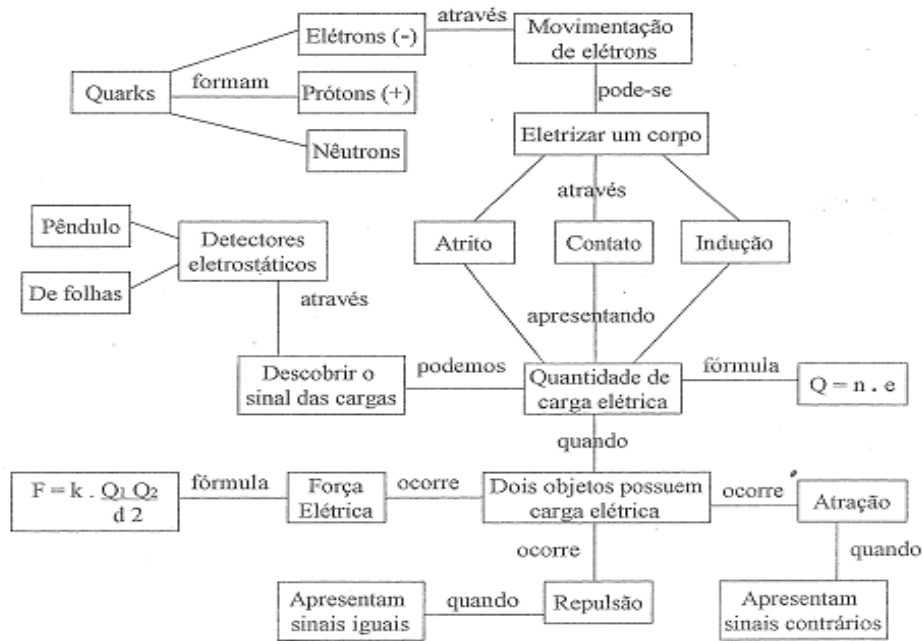 através
Elétrons (-)
Movimentação
de elétrons
Quarks
formam
Prótons (+)
pode-se
Nêutrons
Eletrizar um corpo
através
Pêndulo
Detectores
eletrostáticos
Atrito
Contato
Indução
De folhas
através
apresentando
Descobrir o
sinal das cargas
podemos
Quantidade de
carga elétrica
fórmula
Q = n . e
quando
F = k . Q1 Q2
d 2
fórmula
Força
Elétrica
ocorre
Dois objetos possuem
carga elétrica
ocorre
Atração
ocorre
quando
Apresentam
sinais iguais
quando
Repulsão
Apresentam
sinais contrários